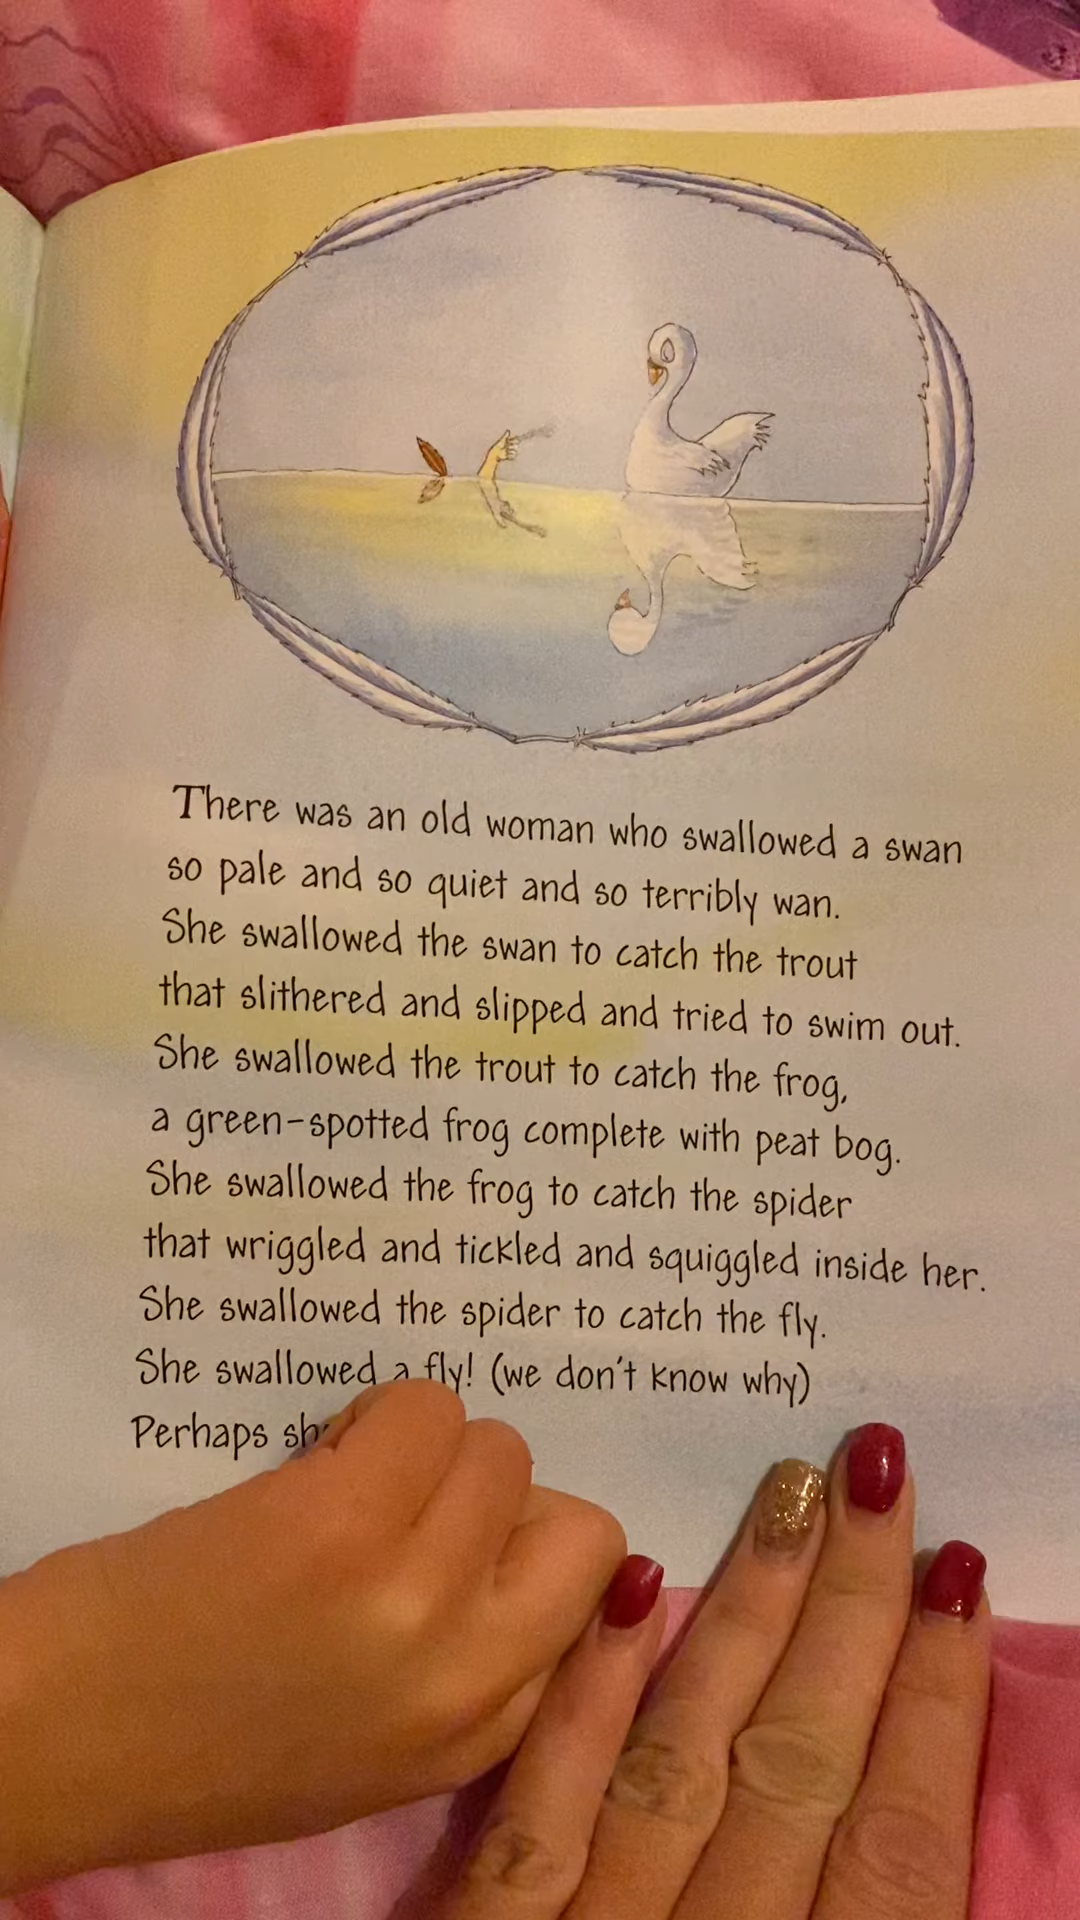 There was an old woman who swallowed a swan
so pale and so quiet and so terribly wan.
She swallowed the swan to catch the trout
that slithered and slipped and tried to swim out.
She swallowed the trout to catch the frog,
a green-spotted frog complete with peat bog.
She swallowed the frog to catch the spider
that wriggled and tickled and squiggled inside her.
She swallowed the spider to catch the fly.
She swallowed a fly! (we don't know why)
Perhaps